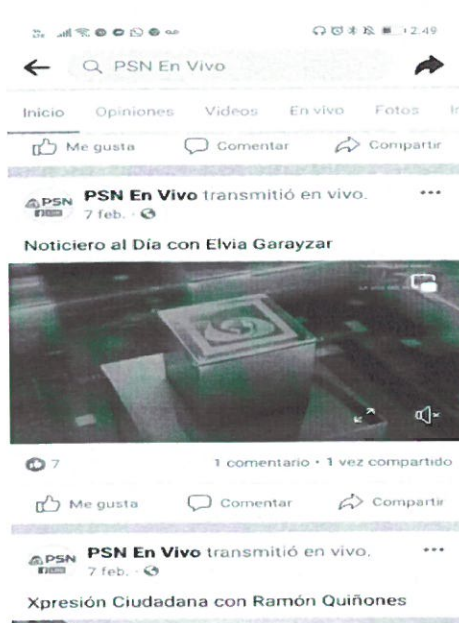 2:49
PSN En Vivo
Inicio Opiniones Videos En vivo Fotos
Me gusta Comentar Compartir
PSN En Vivo transmitió en vivo.
7 feb.
Noticiero al Día con Elvia Garayzar
7 1 comentario · 1 vez compartido
Me gusta Comentar Compartir
PSN En Vivo transmitió en vivo.
7 feb.
Xpresión Ciudadana con Ramón Quiñones